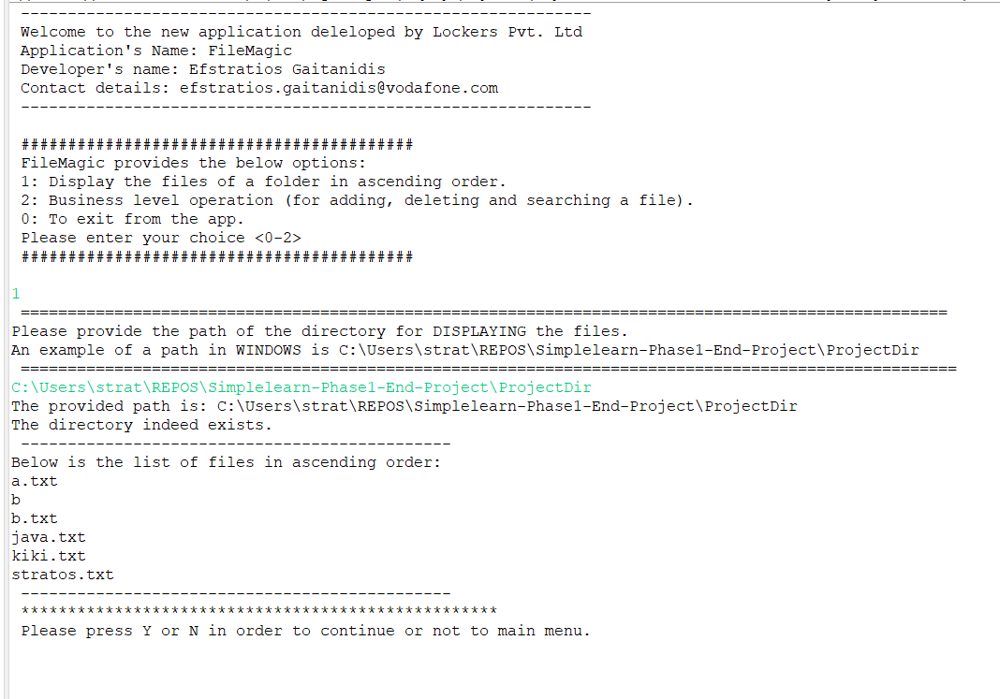 -------------------------------------------------------------
Welcome to the new application deleloped by Lockers Pvt. Ltd
Application's Name: FileMagic
Developer's name: Efstratios Gaitanidis
Contact details: efstratios.gaitanidis@vodafone.com
-------------------------------------------------------------
##########################################
FileMagic provides the below options:
1: Display the files of a folder in ascending order.
2: Business level operation (for adding, deleting and searching a file).
0: To exit from the app.
Please enter your choice <0-2>
##########################################
1
===================================================================================================
Please provide the path of the directory for DISPLAYING the files.
An example of a path in WINDOWS is C:\Users\strat\REPOS\Simplelearn-Phase1-End-Project\ProjectDir
====================================================================================================
C:\Users\strat\REPOS\Simplelearn-Phase1-End-Project\ProjectDir
The provided path is: C:\Users\strat\REPOS\Simplelearn-Phase1-End-Project\ProjectDir
The directory indeed exists.
----------------------------------------------
Below is the list of files in ascending order:
a.txt
b
b.txt
java.txt
kiki.txt
stratos.txt
----------------------------------------------
***************************************************
Please press Y or N in order to continue or not to main menu.